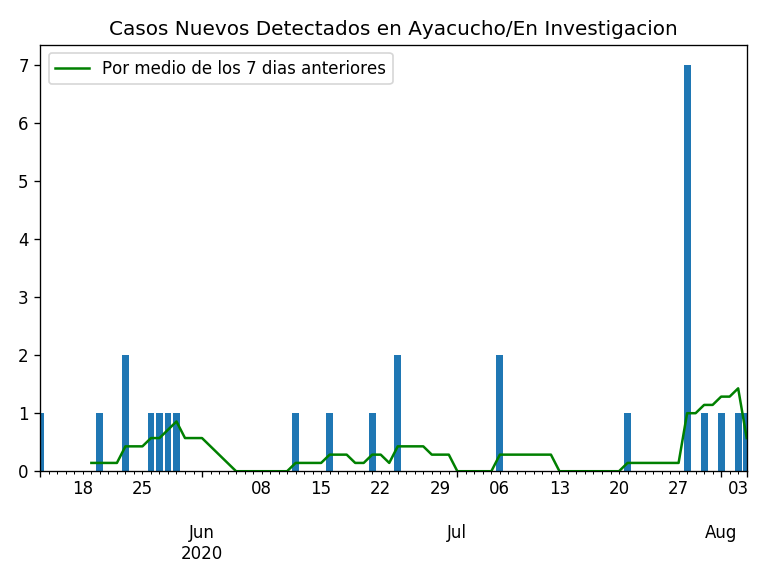 Casos Nuevos Detectados en Ayacucho/En Investigacion
Por medio de los 7 dias anteriores
7
6
5
4
3
2
1
0
18 25 08 15 22 29 06 13 20 27 03
Jun Jul Aug
2020